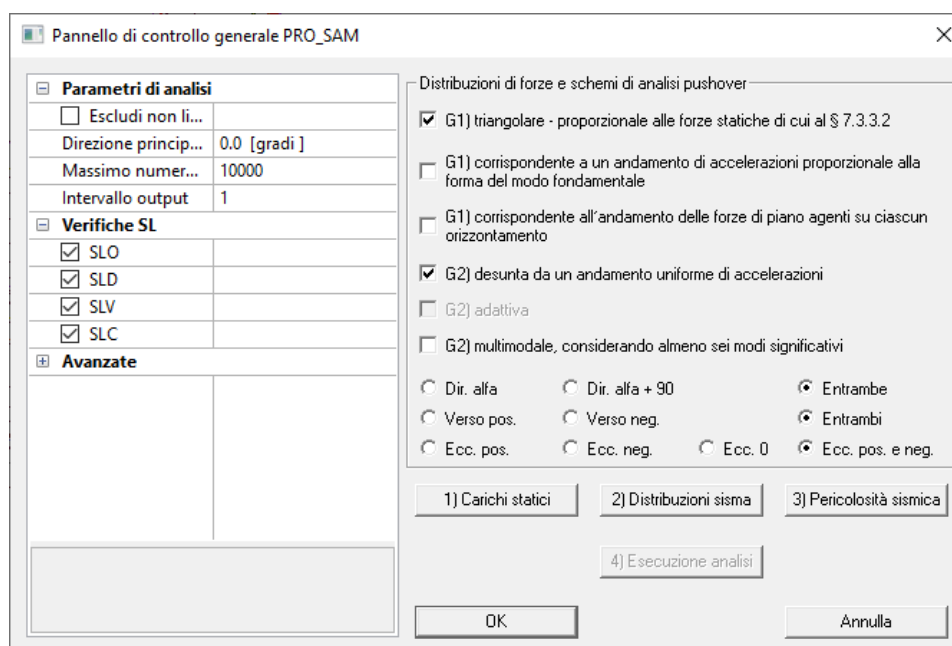 Pannello di controllo generale PRO_SAM
Parametri di analisi
Escludi non li...
Direzione princip... 0.0 [gradi ]
Massimo numer... 10000
Intervallo output 1
Verifiche SL
SLO
SLD
SLV
SLC
Avanzate
Distribuzioni di forze e schemi di analisi pushover
G1) triangolare - proporzionale alle forze statiche di cui al § 7.3.3.2
G1) corrispondente a un andamento di accelerazioni proporzionale alla
forma del modo fondamentale
G1) corrispondente all'andamento delle forze di piano agenti su ciascun
orizzontamento
G2) desunta da un andamento uniforme di accelerazioni
G2) adattiva
G2) multimodale, considerando almeno sei modi significativi
Dir. alfa Dir. alfa + 90 Entrambe
Verso pos. Verso neg. Entrambi
Ecc. pos. Ecc. neg. Ecc. 0 Ecc. pos. e neg.
1) Carichi statici 2) Distribuzioni sisma 3) Pericolosità sismica
4) Esecuzione analisi
OK Annulla